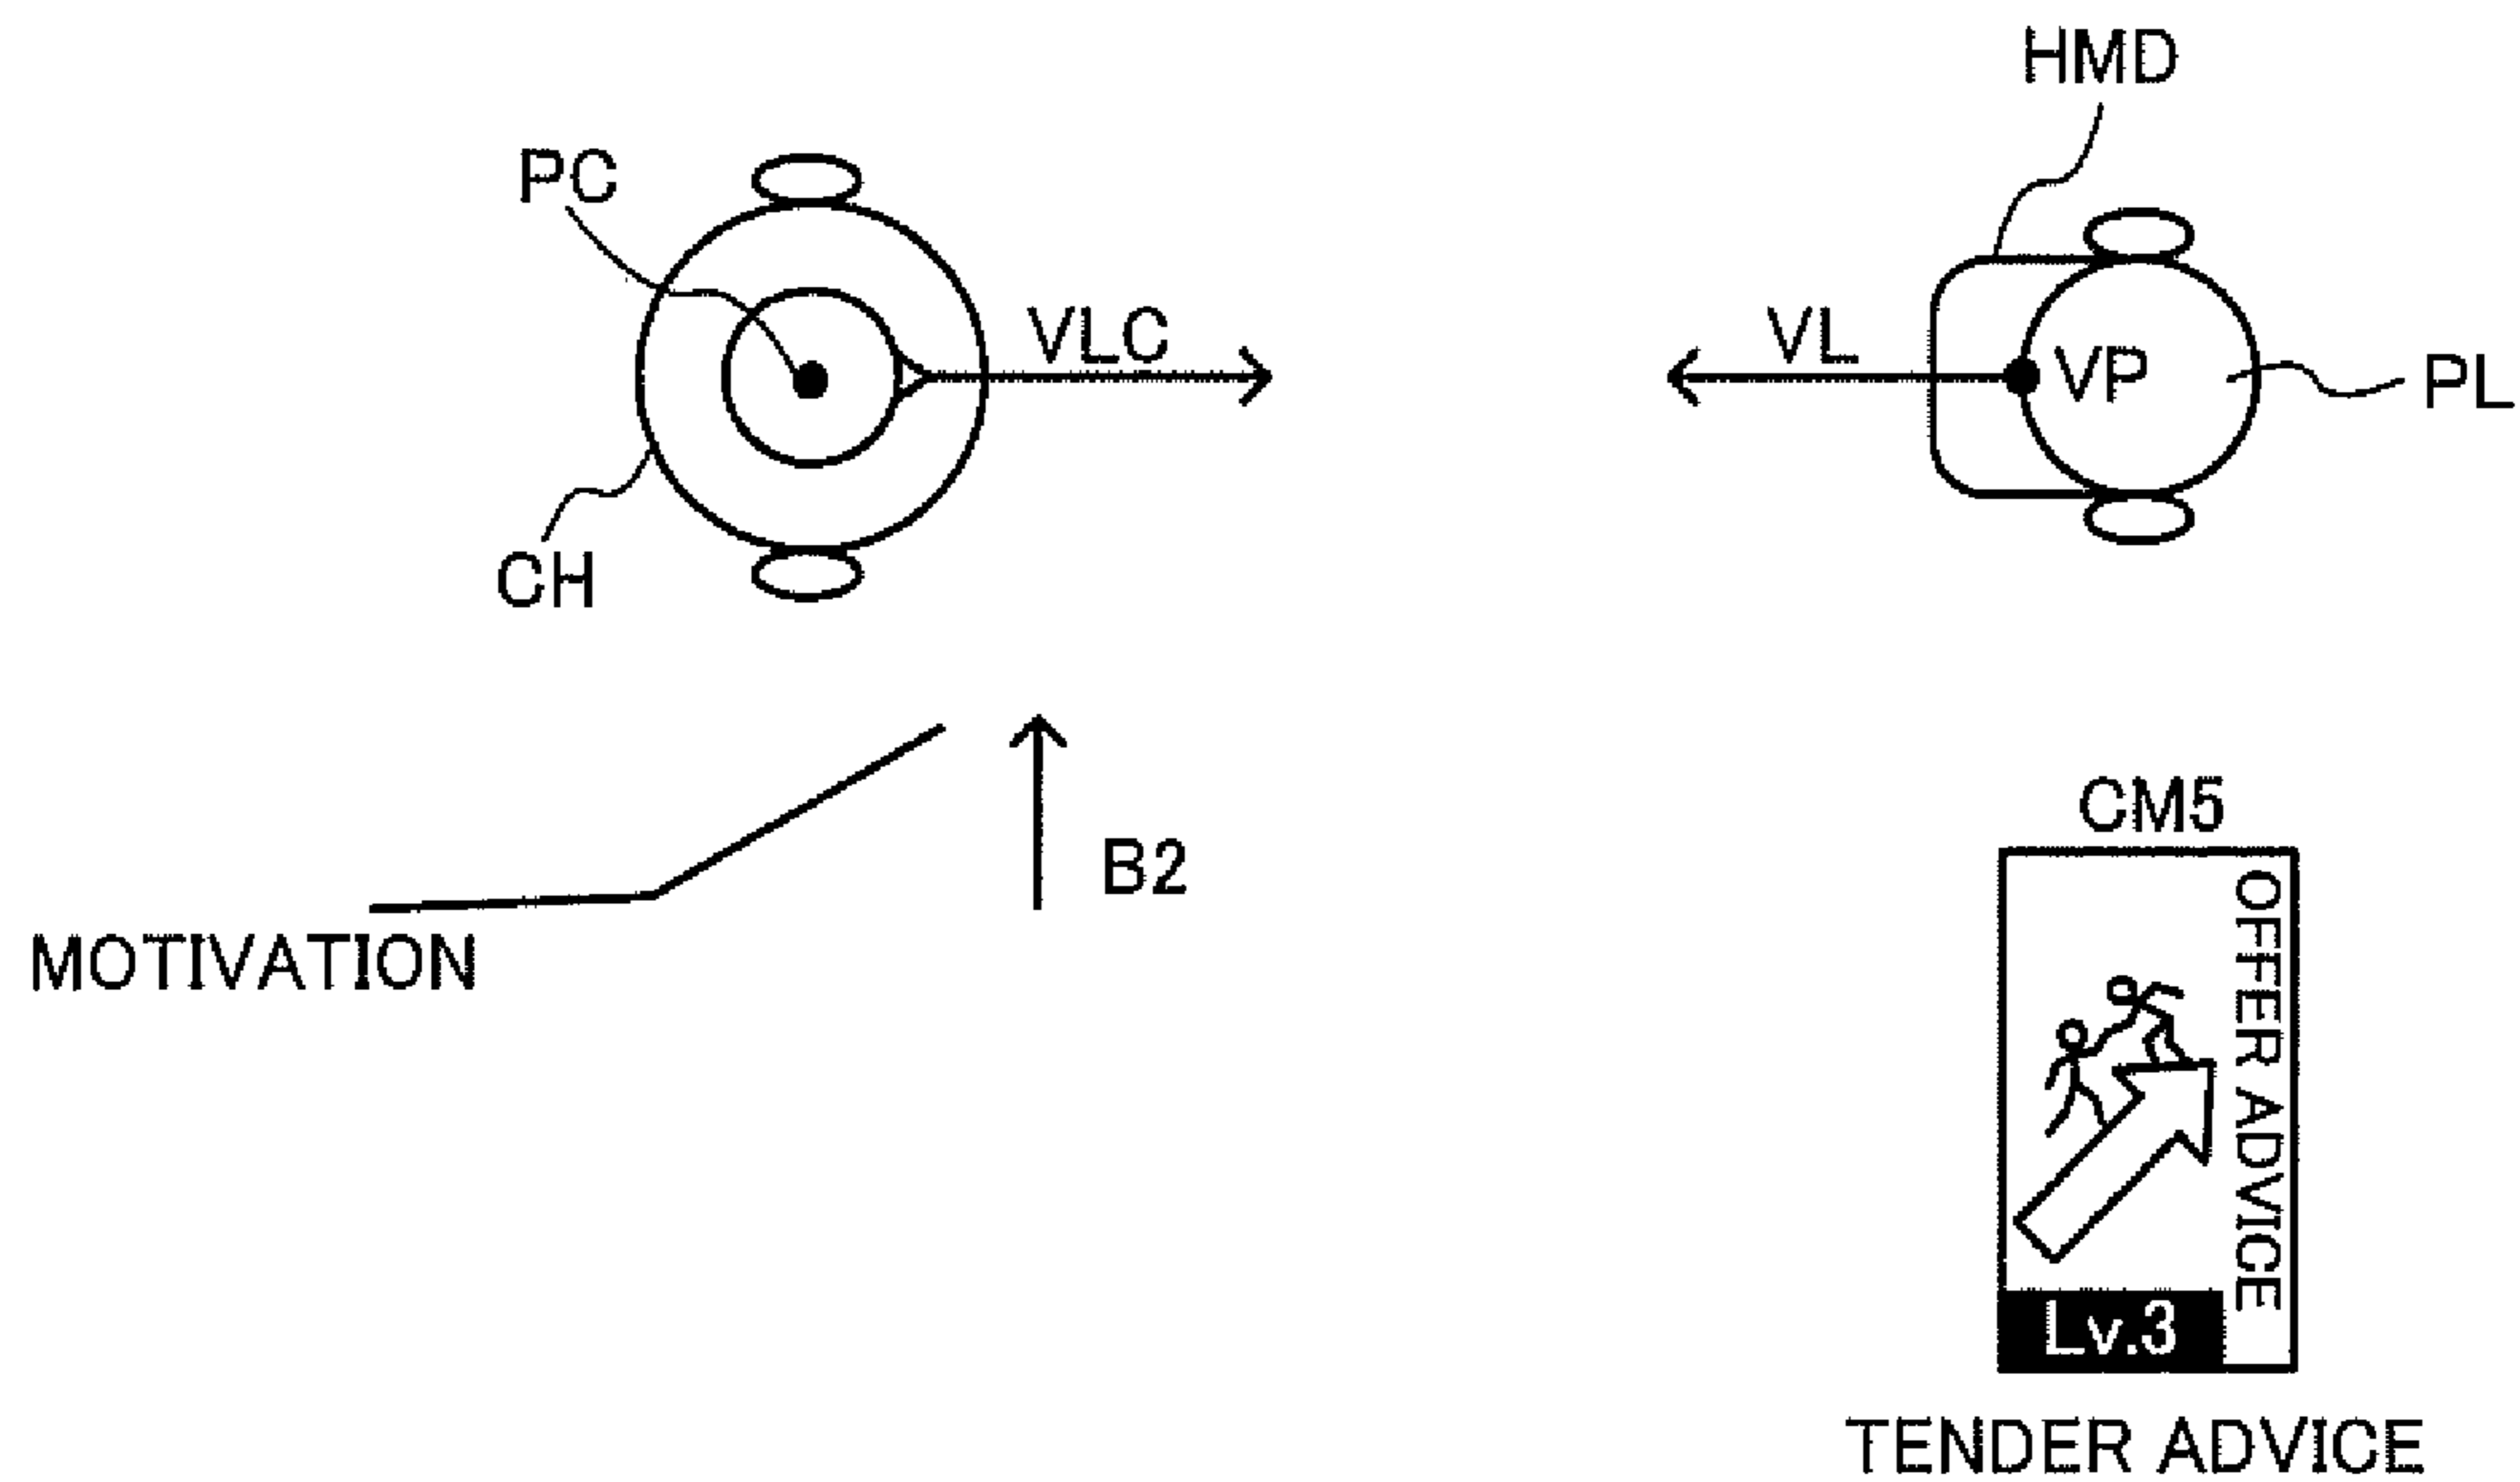 HMD
PC
VLC
VL
VP
PL
CH
B2
MOTIVATION
CM5
OFFER ADVICE
Lv.3
TENDER ADVICE